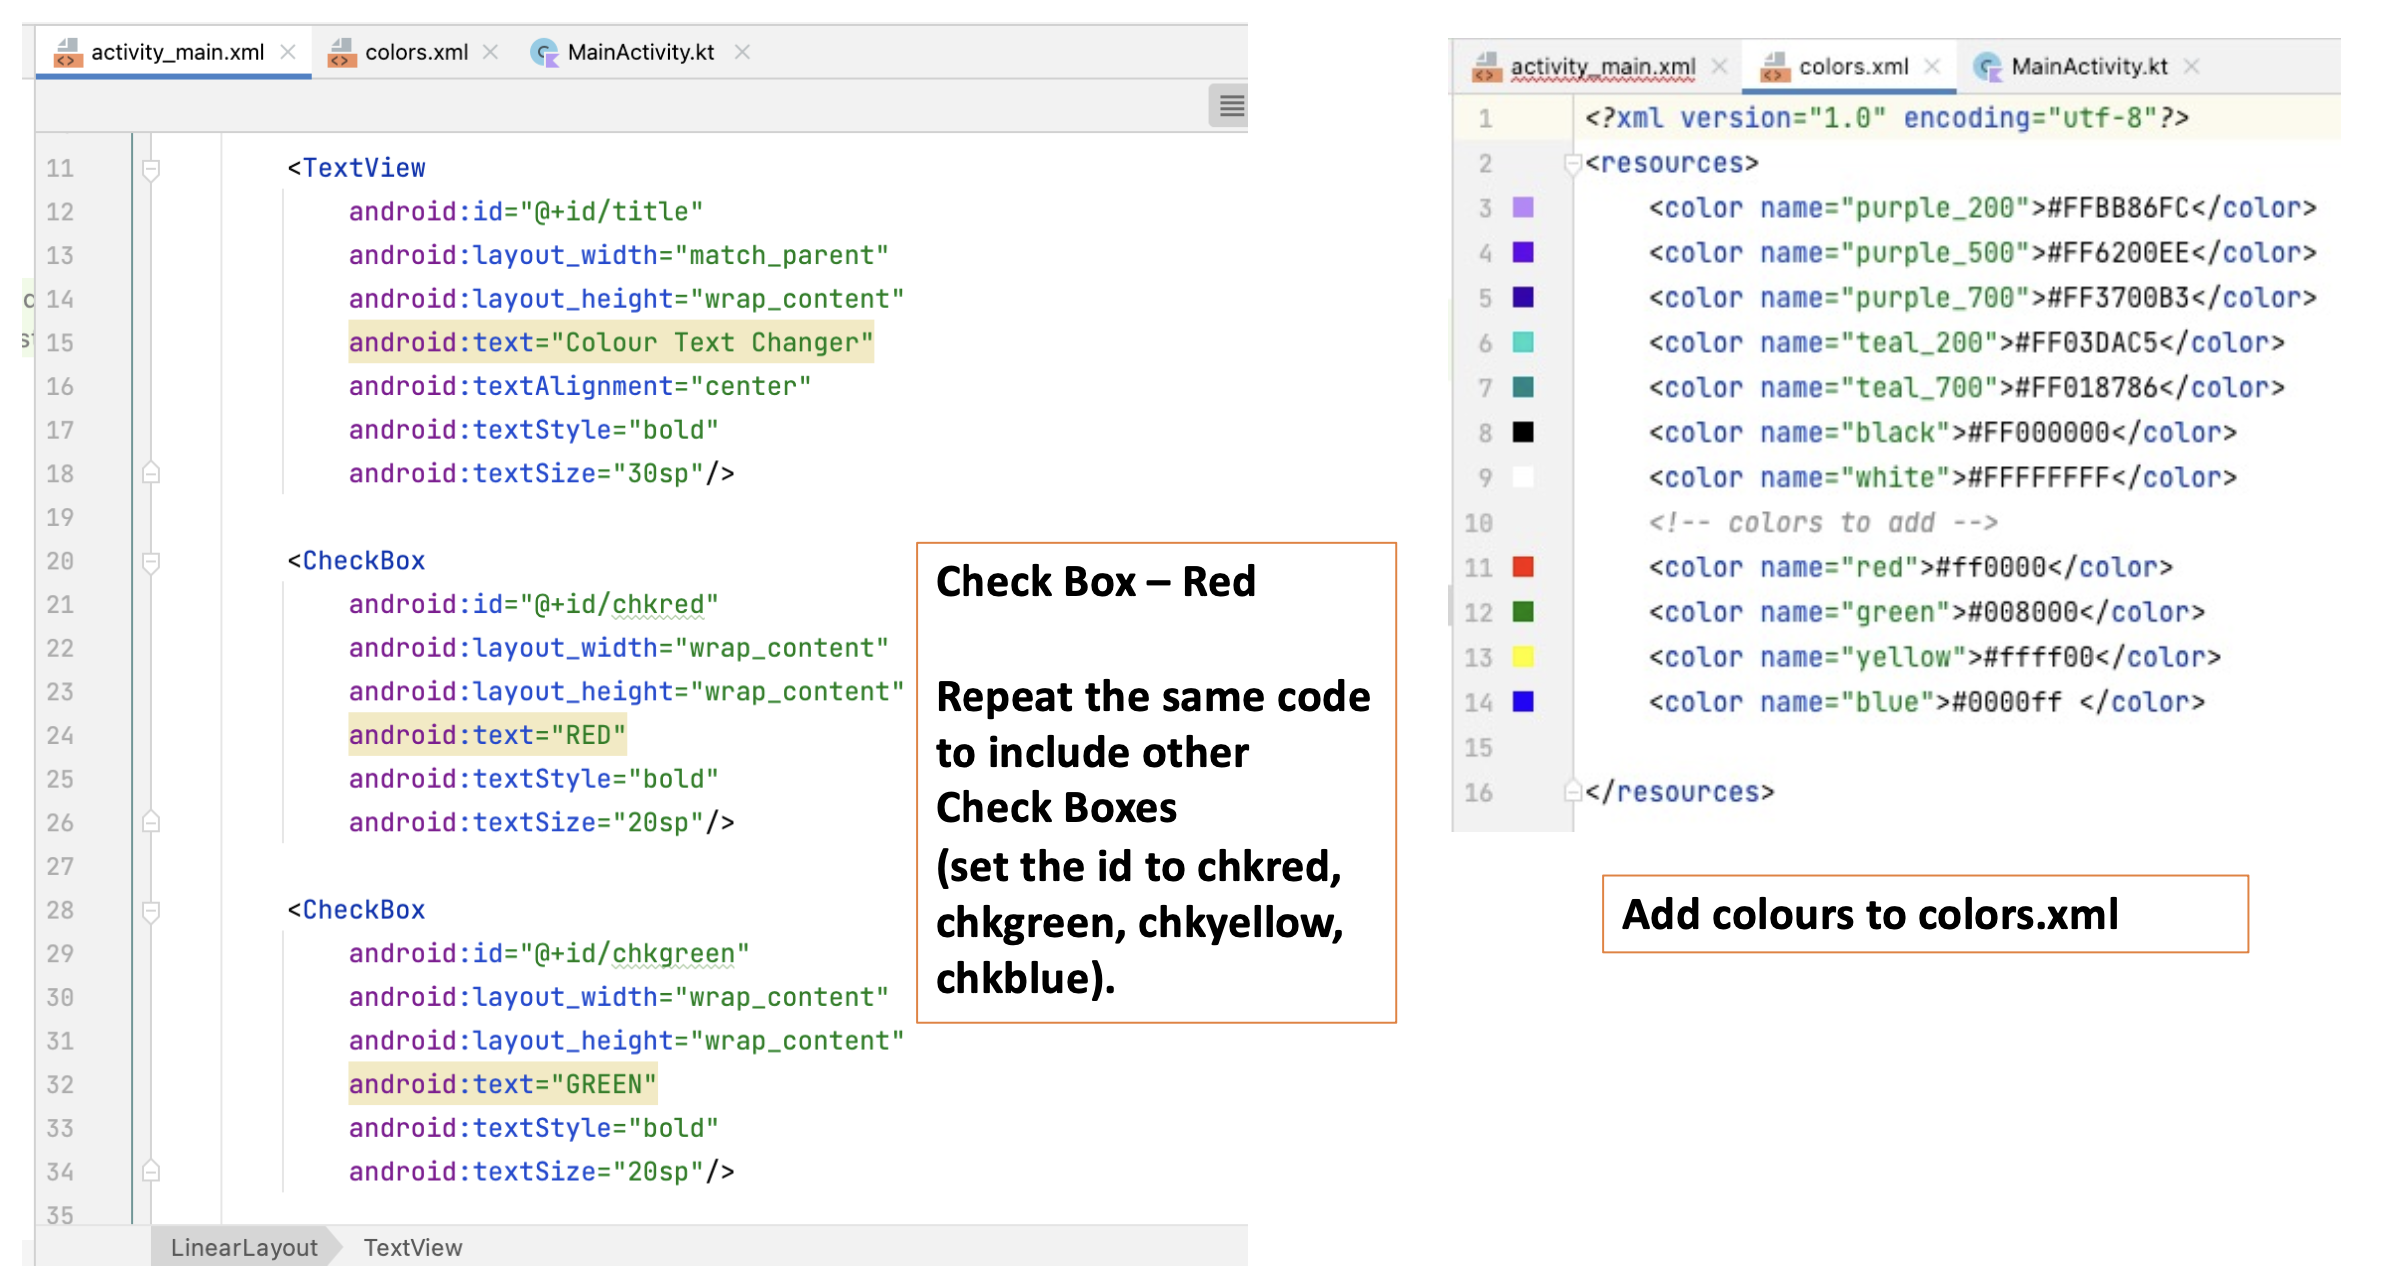 activity_main.xml
colors.xml
MainActivity.kt
11 <TextView
12 android:id="@+id/title"
13 android:layout_width="match_parent"
14 android:layout_height="wrap_content"
15 android:text="Colour Text Changer"
16 android:textAlignment="center"
17 android:textStyle="bold"
18 android:textSize="30sp"/>
19
20 <CheckBox
21 android:id="@+id/chkred"
22 android:layout_width="wrap_content"
23 android:layout_height="wrap_content"
24 android:text="RED"
25 android:textStyle="bold"
26 android:textSize="20sp"/>
27
28 <CheckBox
29 android:id="@+id/chkgreen"
30 android:layout_width="wrap_content"
31 android:layout_height="wrap_content"
32 android:text="GREEN"
33 android:textStyle="bold"
34 android:textSize="20sp"/>
35
LinearLayout
TextView
Check Box – Red
Repeat the same code
to include other
Check Boxes
(set the id to chkred,
chkgreen, chkyellow,
chkblue).
activity_main.xml
colors.xml
MainActivity.kt
1 <?xml version="1.0" encoding="utf-8"?>
2 <resources>
3 <color name="purple_200">#FFBB86FC</color>
4 <color name="purple_500">#FF6200EE</color>
5 <color name="purple_700">#FF3700B3</color>
6 <color name="teal_200">#FF03DAC5</color>
7 <color name="teal_700">#FF018786</color>
8 <color name="black">#FF000000</color>
9 <color name="white">#FFFFFFFF</color>
10 <!-- colors to add -->
11 <color name="red">#ff0000</color>
12 <color name="green">#008000</color>
13 <color name="yellow">#ffff00</color>
14 <color name="blue">#0000ff </color>
15
16 </resources>
Add colours to colors.xml